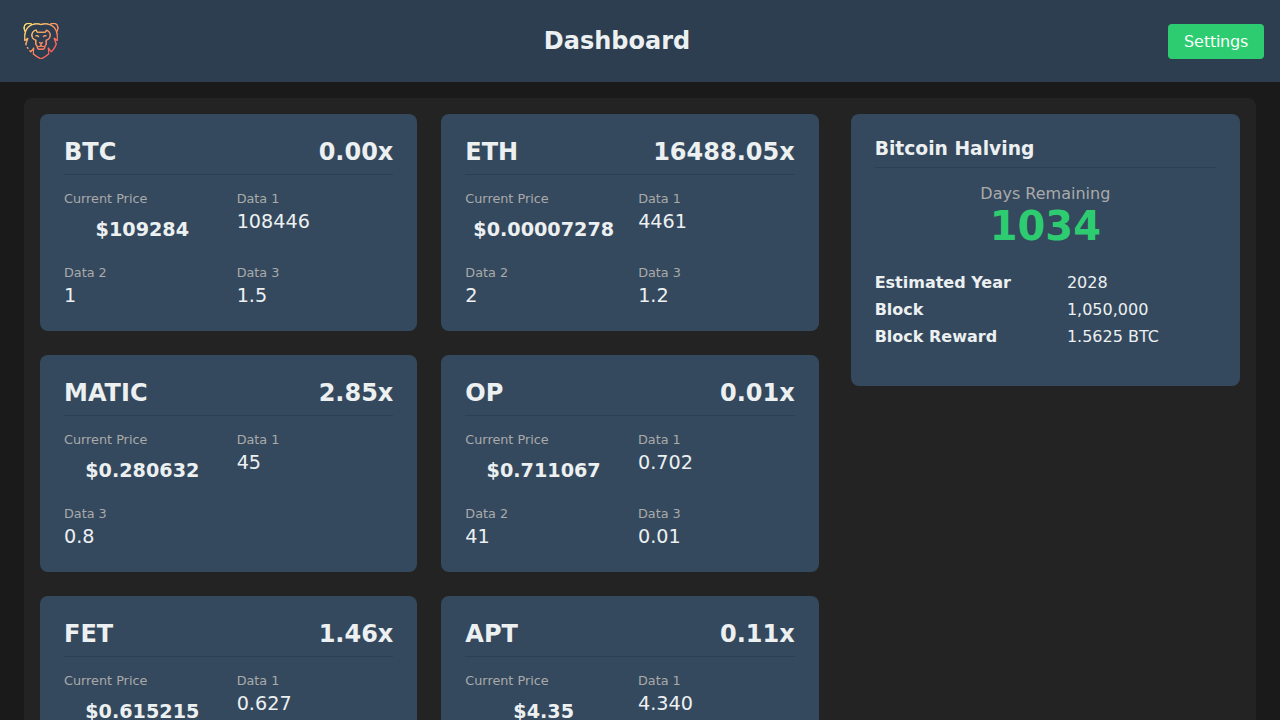 Dashboard
Settings
BTC 0.00x
Current Price
$109284
Data 1
108446
Data 2
1
Data 3
1.5
ETH 16488.05x
Current Price
$0.00007278
Data 1
4461
Data 2
2
Data 3
1.2
MATIC 2.85x
Current Price
$0.280632
Data 1
45
Data 3
0.8
OP 0.01x
Current Price
$0.711067
Data 1
0.702
Data 2
41
Data 3
0.01
FET 1.46x
Current Price
$0.615215
Data 1
0.627
APT 0.11x
Current Price
$4.35
Data 1
4.340
Bitcoin Halving
Days Remaining
1034
Estimated Year 2028
Block 1,050,000
Block Reward 1.5625 BTC